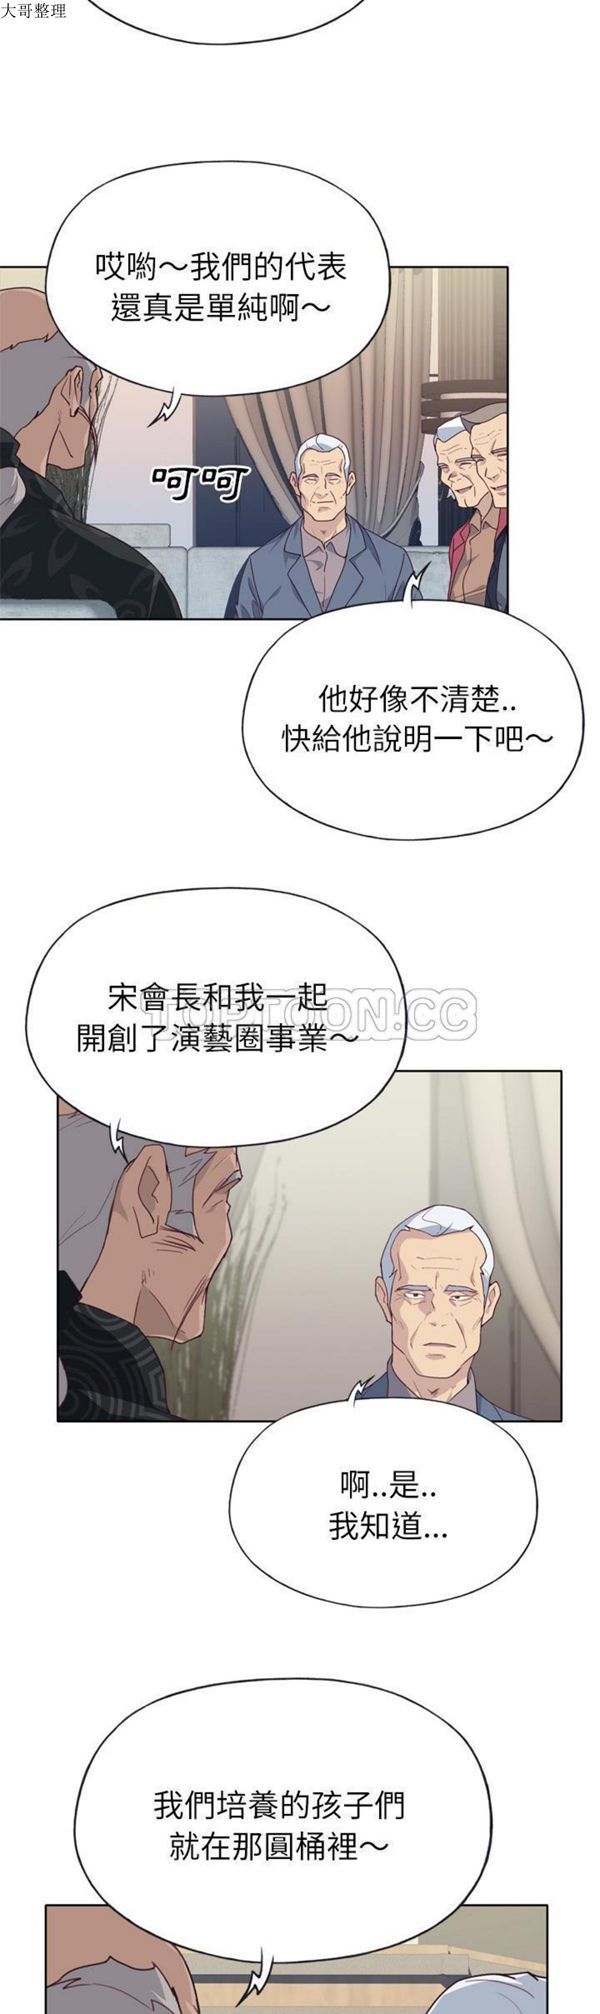 大哥整理
哎喲～我們的代表
還真是單純啊～
呵呵
他好像不清楚..
快給他說明一下吧～
宋會長和我一起
開創了演藝圈事業～
TOPTOON.CC
啊..是..
我知道...
我們培養的孩子們
就在那圓桶裡～